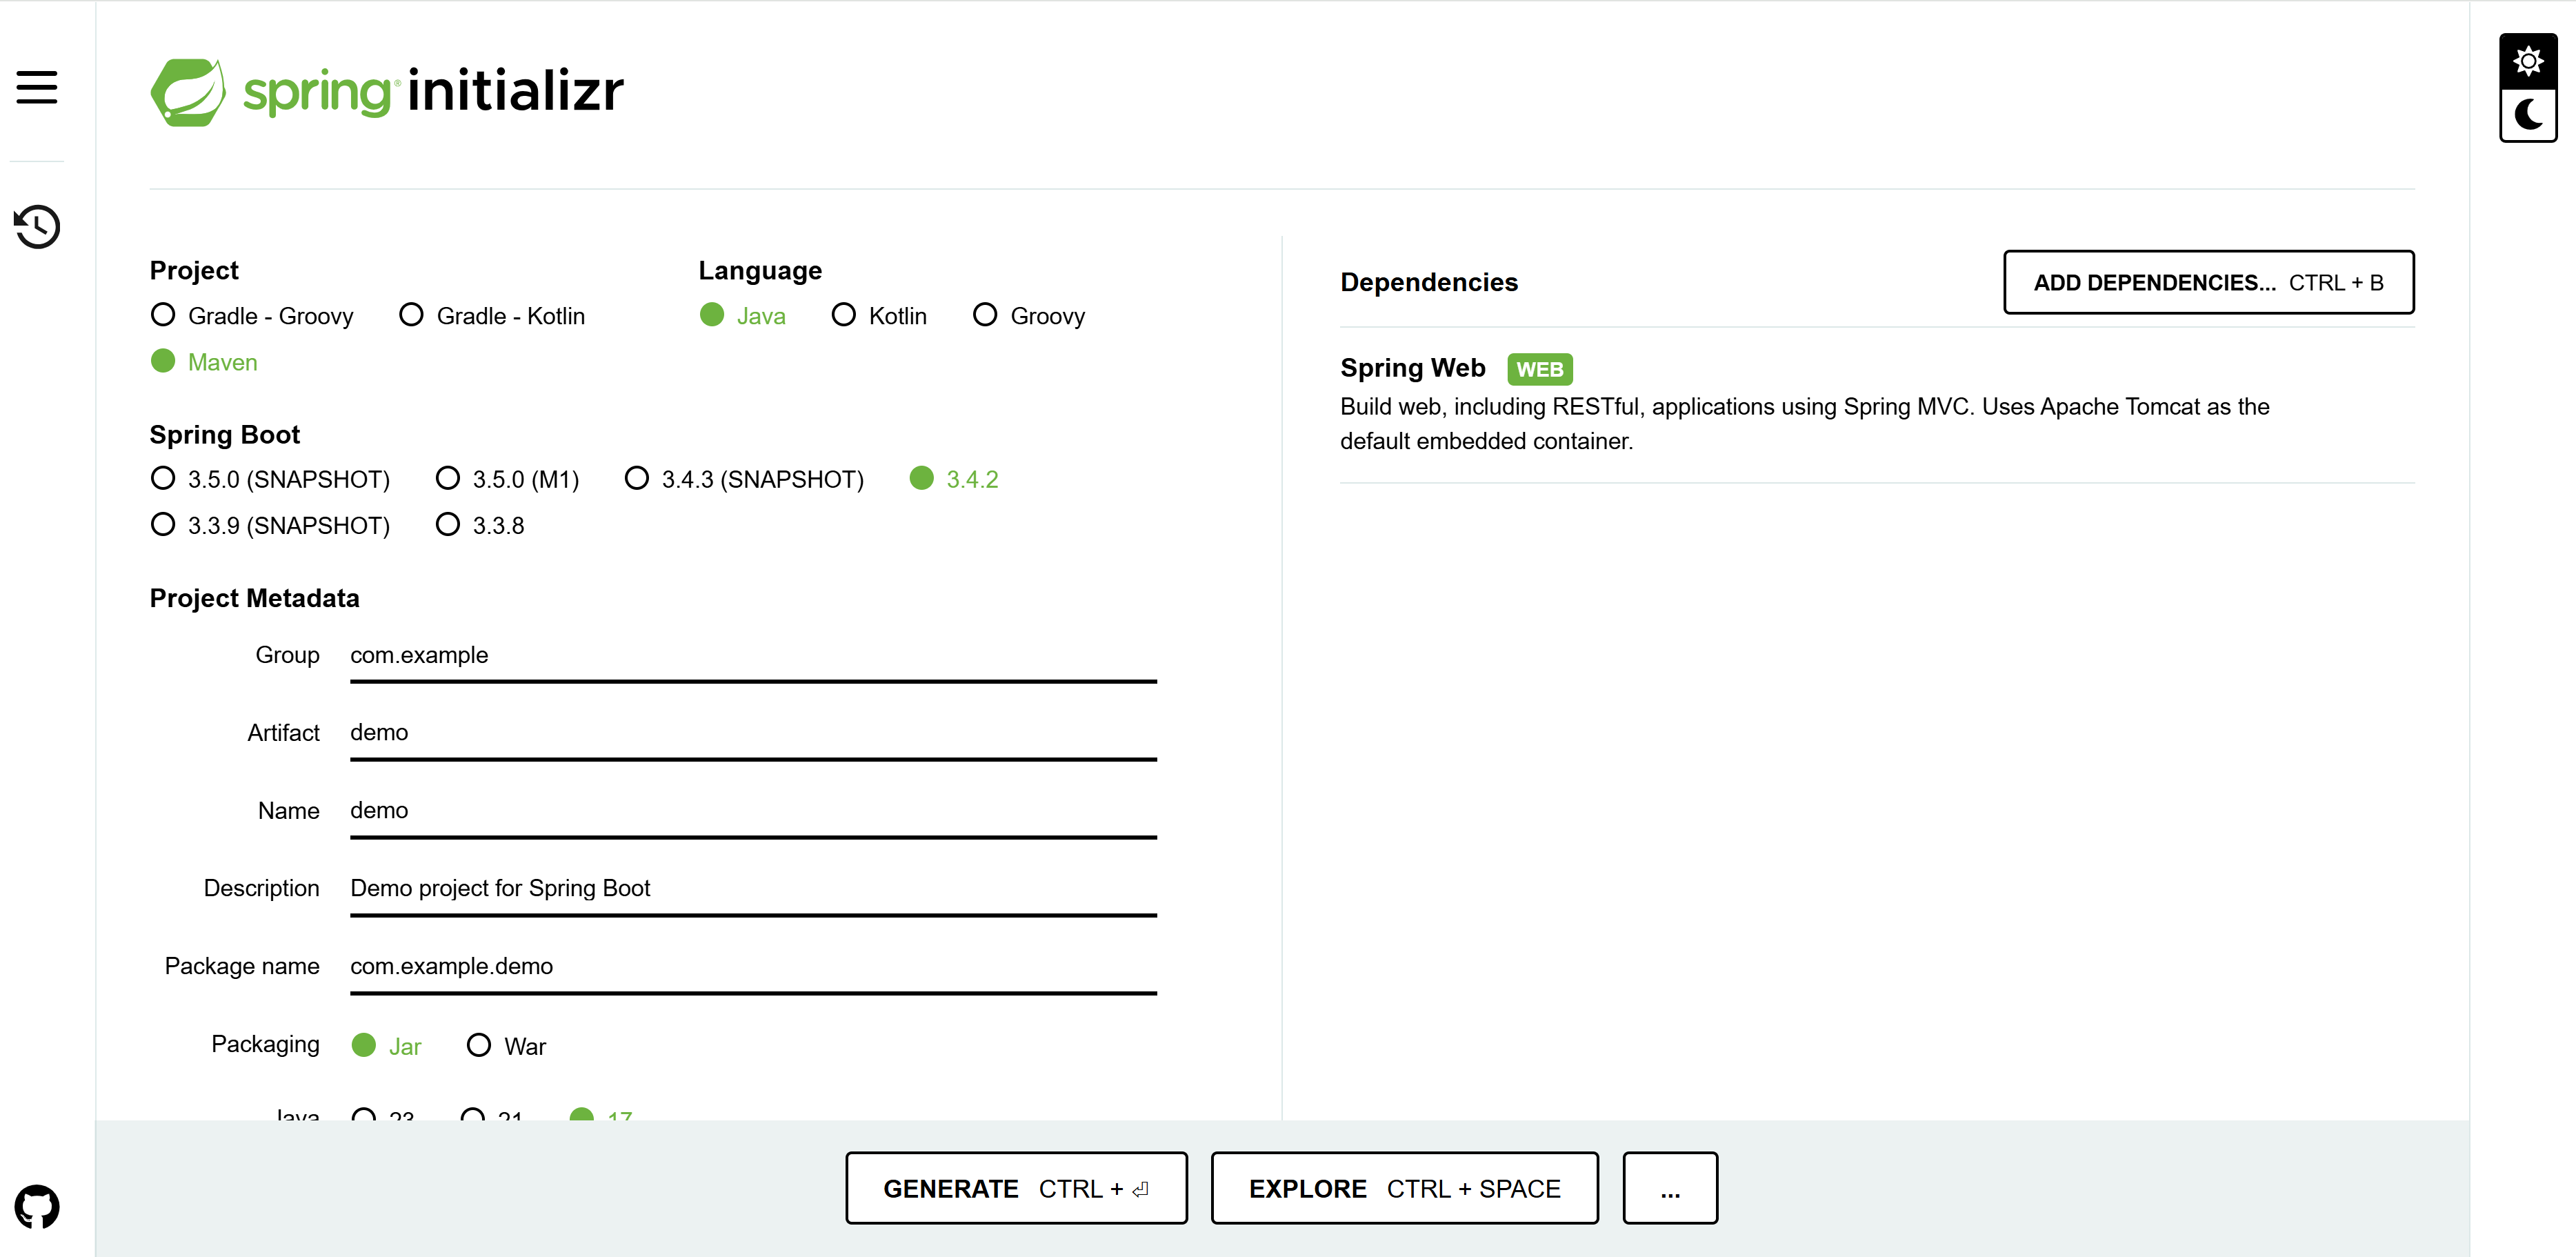 spring initializr
Project
Gradle - Groovy
Gradle - Kotlin
Maven
Language
Java
Kotlin
Groovy
Spring Boot
3.5.0 (SNAPSHOT)
3.5.0 (M1)
3.4.3 (SNAPSHOT)
3.4.2
3.3.9 (SNAPSHOT)
3.3.8
Project Metadata
Group com.example
Artifact demo
Name demo
Description Demo project for Spring Boot
Package name com.example.demo
Packaging Jar War
Java 23 21 17
Dependencies
ADD DEPENDENCIES... CTRL + B
Spring Web WEB
Build web, including RESTful, applications using Spring MVC. Uses Apache Tomcat as the
default embedded container.
GENERATE CTRL + ⏎
EXPLORE CTRL + SPACE
...